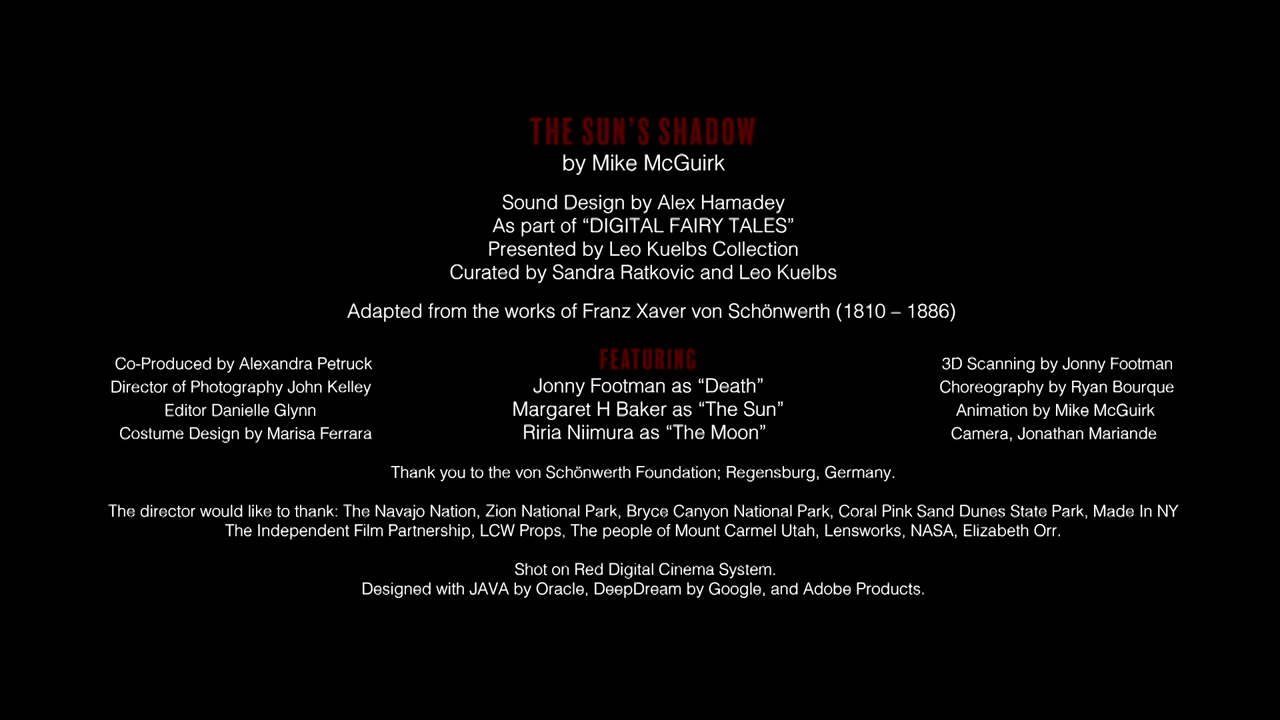 THE SUN'S SHADOW
by Mike McGuirk
Sound Design by Alex Hamadey
As part of “DIGITAL FAIRY TALES”
Presented by Leo Kuelbs Collection
Curated by Sandra Ratkovic and Leo Kuelbs
Adapted from the works of Franz Xaver von Schönwerth (1810 – 1886)
Co-Produced by Alexandra Petruck
Director of Photography John Kelley
Editor Danielle Glynn
Costume Design by Marisa Ferrara
FEATURING
Jonny Footman as “Death”
Margaret H Baker as “The Sun”
Riria Niimura as “The Moon”
3D Scanning by Jonny Footman
Choreography by Ryan Bourque
Animation by Mike McGuirk
Camera, Jonathan Mariande
Thank you to the von Schönwerth Foundation; Regensburg, Germany.
The director would like to thank: The Navajo Nation, Zion National Park, Bryce Canyon National Park, Coral Pink Sand Dunes State Park, Made In NY
The Independent Film Partnership, LCW Props, The people of Mount Carmel Utah, Lensworks, NASA, Elizabeth Orr.
Shot on Red Digital Cinema System.
Designed with JAVA by Oracle, DeepDream by Google, and Adobe Products.